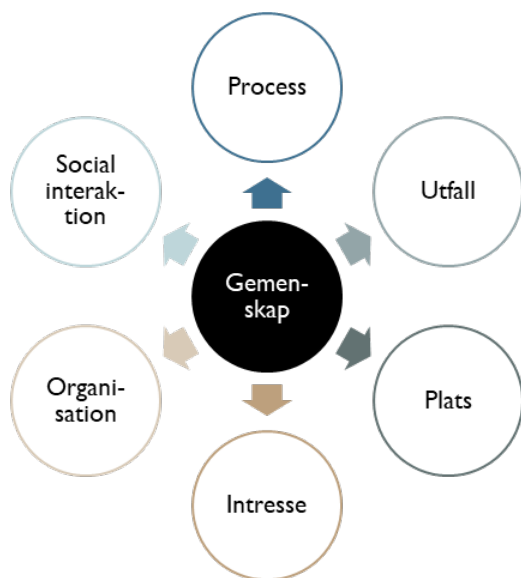 Process
Social
interak-
tion
Utfall
Gemen-
skap
Organi-
sation
Plats
Intresse